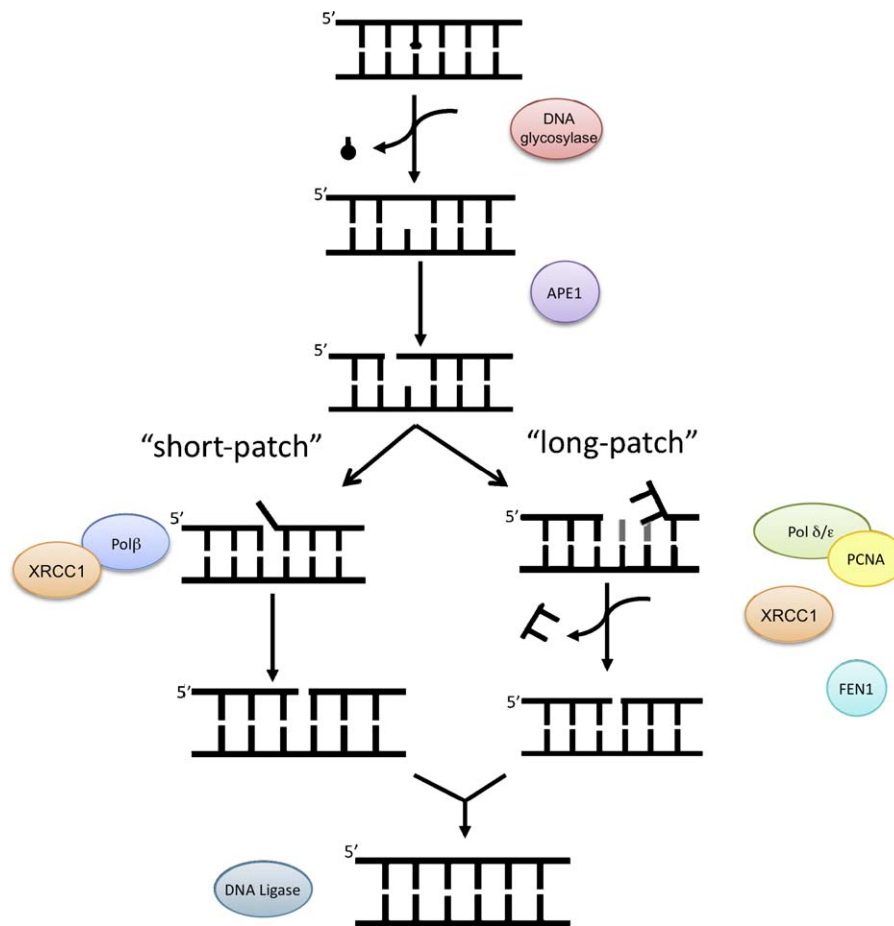 5’
DNA
glycosylase
5’
APE1
5’
“short-patch”
“long-patch”
5’
Polβ
XRCC1
5’
Pol δ/ε
PCNA
XRCC1
FEN1
5’
5’
5’
DNA Ligase